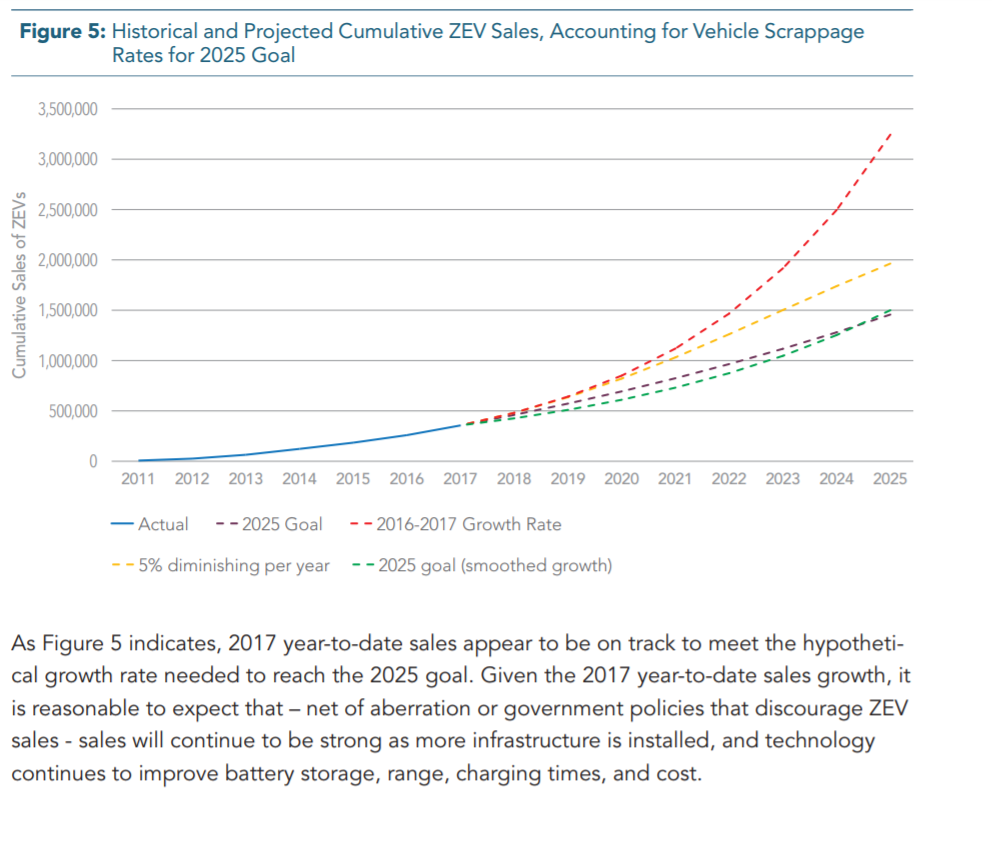 Figure 5: Historical and Projected Cumulative ZEV Sales, Accounting for Vehicle Scrappage
Rates for 2025 Goal
Cumulative Sales of ZEVs
3,500,000
3,000,000
2,500,000
2,000,000
1,500,000
1,000,000
500,000
0
2011 2012 2013 2014 2015 2016 2017 2018 2019 2020 2021 2022 2023 2024 2025
Actual 2025 Goal 2016-2017 Growth Rate
5% diminishing per year 2025 goal (smoothed growth)
As Figure 5 indicates, 2017 year-to-date sales appear to be on track to meet the hypotheti-
cal growth rate needed to reach the 2025 goal. Given the 2017 year-to-date sales growth, it
is reasonable to expect that – net of aberration or government policies that discourage ZEV
sales - sales will continue to be strong as more infrastructure is installed, and technology
continues to improve battery storage, range, charging times, and cost.